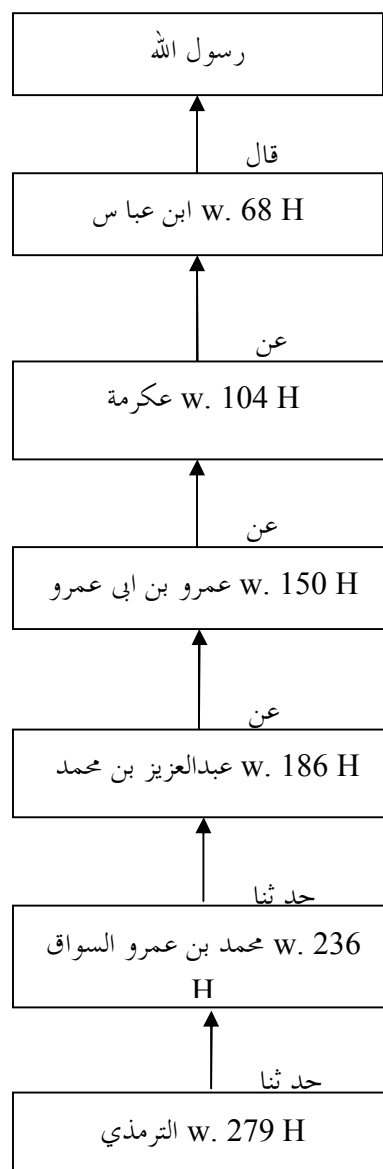 رسول الله
قال
w. 68 H ابن عبا س
عن
w. 104 H عكرمة
عن
w. 150 H عمرو بن ابى عمرو
عن
w. 186 H عبدالعزيز بن محمد
حد ثنا
w. 236 محمد بن عمرو السواق
H
حد ثنا
w. 279 H الترمذي